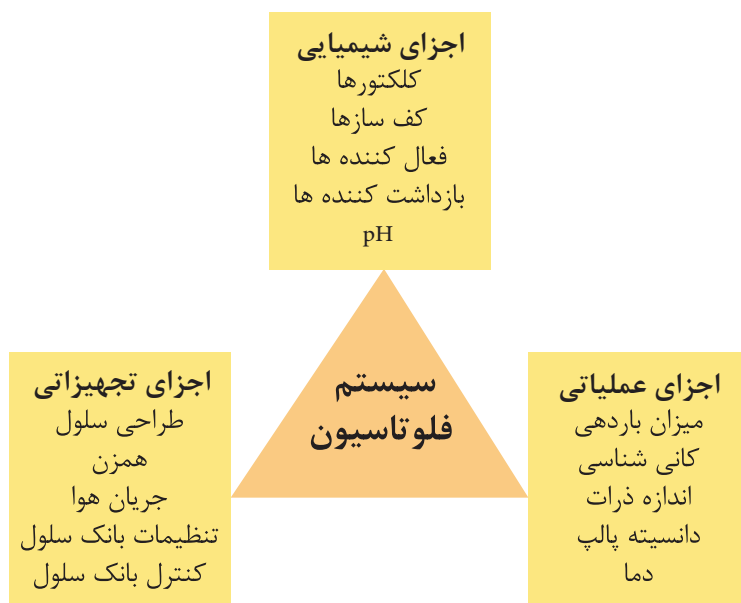 اجزای شیمیایی
کلکتورها
کف سازها
فعال کننده ها
بازداشت کننده ها
pH
سیستم
فلوتاسیون
اجزای عملیاتی
میزان باردهی
کانی شناسی
اندازه ذرات
دانسیته پالپ
دما
اجزای تجهیزاتی
طراحی سلول
همزن
جریان هوا
تنظیمات بانک سلول
کنترل بانک سلول